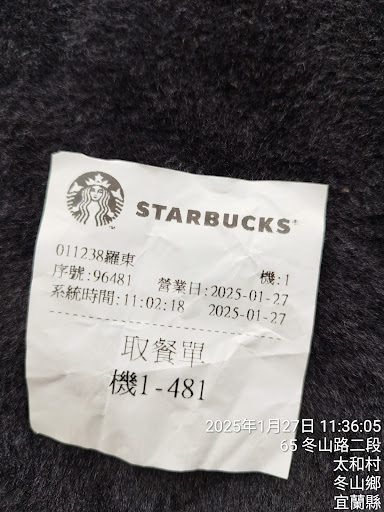 STARBUCKS
011238羅東
機:1
序號:96481 營業日:2025-01-27
系統時間:11:02:18 2025-01-27
取餐單
機1-481
2025年1月27日 11:36:05
65 冬山路二段
太和村
冬山鄉
宜蘭縣